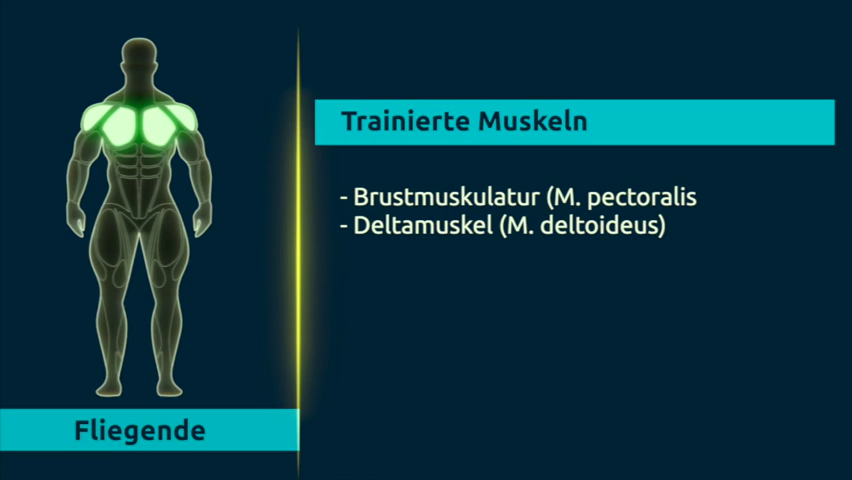 Trainierte Muskeln
- Brustmuskulatur (M. pectoralis
- Deltamuskel (M. deltoideus)
Fliegende